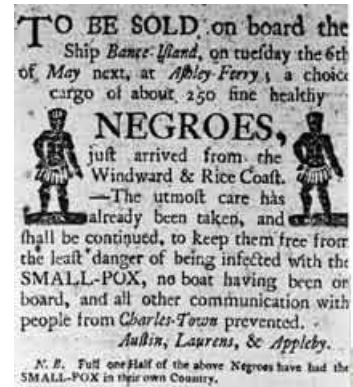 TO BE SOLD on board the
Ship Bance-Island, on tuesday the 6th
of May next, at Ashley-Ferry; a choice
cargo of about 250 fine healthy
NEGROES,
just arrived from the
Windward & Rice Coast.
—The utmost care has
already been taken, and
shall be continued, to keep them free from
the least danger of being infected with the
SMALL-POX, no boat having been on
board, and all other communication with
people from Charles-Town prevented.
Austin, Laurens, & Appleby.
N. B. Full one Half of the above Negroes have had the
SMALL-POX in their own Country.